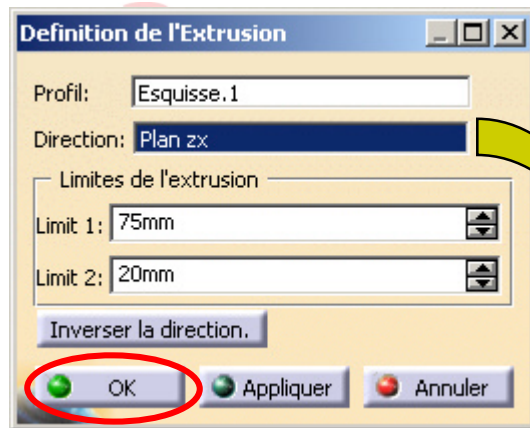 Definition de l'Extrusion
Profil: Esquisse.1
Direction: Plan zx
Limites de l'extrusion
Limit 1: 75mm
Limit 2: 20mm
Inverser la direction.
OK Appliquer Annuler